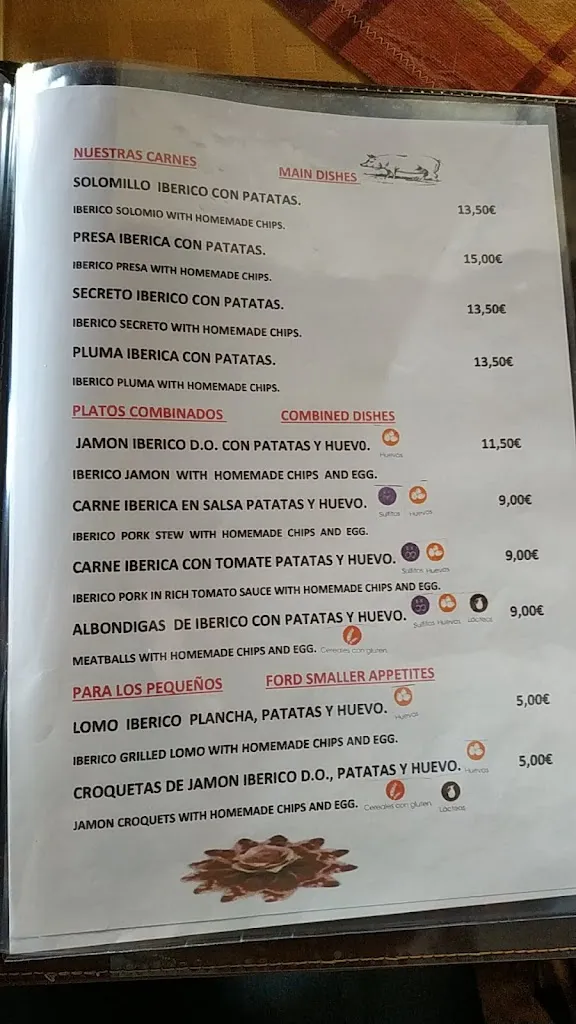 NUESTRAS CARNES MAIN DISHES
SOLOMILLO IBERICO CON PATATAS. 13,50€
IBERICO SOLOMIO WITH HOMEMADE CHIPS.
PRESA IBERICA CON PATATAS. 15,00€
IBERICO PRESA WITH HOMEMADE CHIPS.
SECRETO IBERICO CON PATATAS. 13,50€
IBERICO SECRETO WITH HOMEMADE CHIPS.
PLUMA IBERICA CON PATATAS. 13,50€
IBERICO PLUMA WITH HOMEMADE CHIPS.
PLATOS COMBINADOS COMBINED DISHES
JAMON IBERICO D.O. CON PATATAS Y HUEVO. Huevos 11,50€
IBERICO JAMON WITH HOMEMADE CHIPS AND EGG.
CARNE IBERICA EN SALSA PATATAS Y HUEVO. Sulfitos Huevos 9,00€
IBERICO PORK STEW WITH HOMEMADE CHIPS AND EGG.
CARNE IBERICA CON TOMATE PATATAS Y HUEVO. Sulfitos Huevos 9,00€
IBERICO PORK IN RICH TOMATO SAUCE WITH HOMEMADE CHIPS AND EGG.
ALBONDIGAS DE IBERICO CON PATATAS Y HUEVO. Sulfitos Huevos Lácteos 9,00€
MEATBALLS WITH HOMEMADE CHIPS AND EGG. Cereales con gluten
PARA LOS PEQUEÑOS FORD SMALLER APPETITES
LOMO IBERICO PLANCHA, PATATAS Y HUEVO. Huevos 5,00€
IBERICO GRILLED LOMO WITH HOMEMADE CHIPS AND EGG.
CROQUETAS DE JAMON IBERICO D.O., PATATAS Y HUEVO. Huevos 5,00€
JAMON CROQUETS WITH HOMEMADE CHIPS AND EGG. Cereales con gluten Lácteos